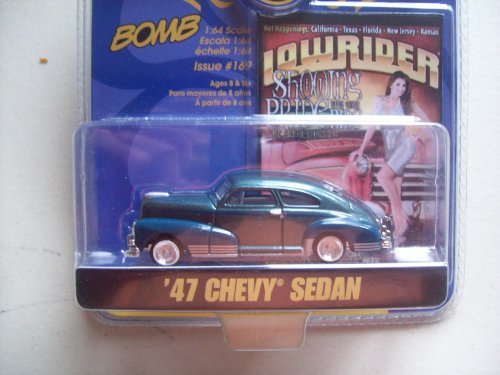 BOMB
1:64 Scale
Escala 1:64
échelle 1:64
Issue #169
Ages 8 & Up
Para mayores de 8 años
À partir de 8 ans
Hot Happenings: California · Texas · Florida · New Jersey · Kansas
LOWRIDER
SHOWING
PRIDE
'47 CHEVY® SEDAN